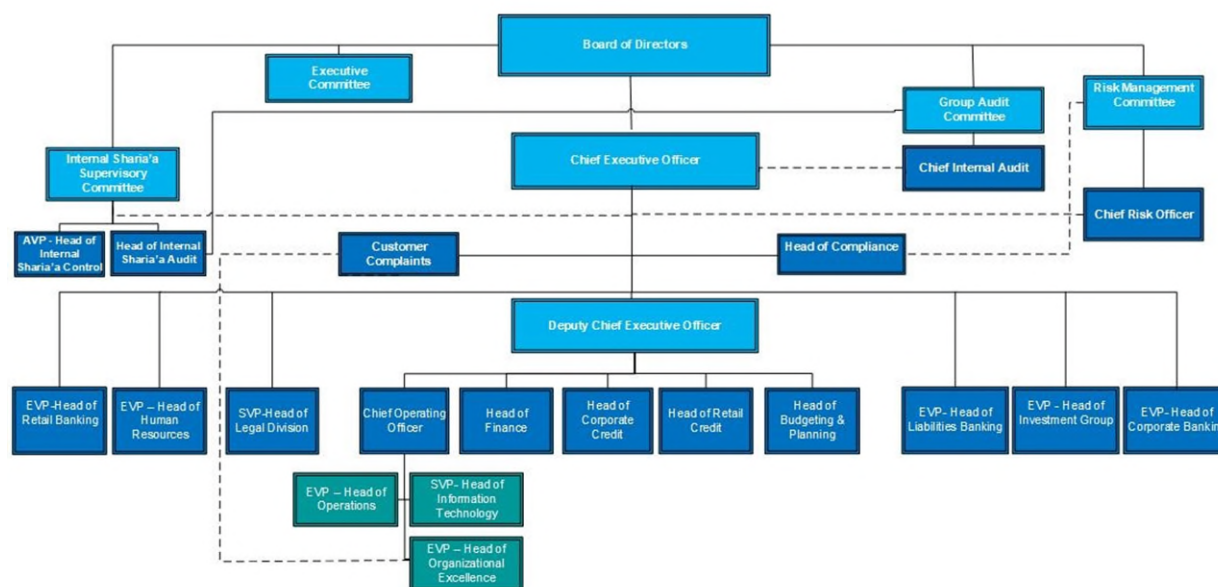 Board of Directors
Executive
Committee
Group Audit
Committee
Risk Management
Committee
Internal Sharia'a
Supervisory
Committee
Chief Executive Officer
Chief Internal Audit
Chief Risk Officer
AVP - Head of
Internal
Sharia'a Control
Head of Internal
Sharia'a Audit
Customer
Complaints
Head of Compliance
Deputy Chief Executive Officer
EVP-Head of
Retail Banking
EVP – Head of
Human
Resources
SVP-Head of
Legal Division
Chief Operating
Officer
Head of
Finance
Head of
Corporate
Credit
Head of Retail
Credit
Head of
Budgeting &
Planning
EVP- Head of
Liabilities Banking
EVP - Head of
Investment Group
EVP- Head of
Corporate Banking
EVP – Head of
Operations
SVP- Head of
Information
Technology
EVP – Head of
Organizational
Excellence